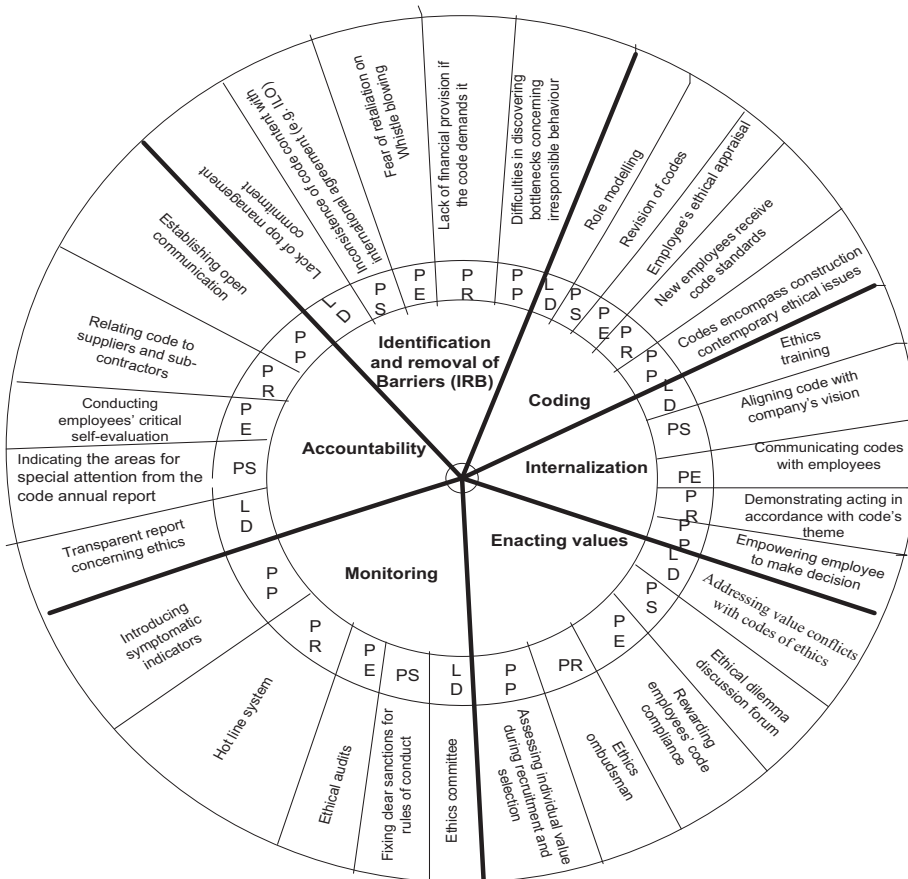 Identification
and removal of
Barriers (IRB)
Lack of top management
commitment
L
D
Inconsistence of code content with
international agreement (e.g. ILO)
P
S
Fear of retaliation on
Whistle blowing
P
E
Lack of financial provision if
the code demands it
P
R
Difficulties in discovering
bottlenecks concerning
irresponsible behaviour
P
P
Coding
Role modelling
L
D
Revision of codes
P
S
Employee's ethical appraisal
P
E
New employees receive
code standards
P
R
Codes encompass construction
contemporary ethical issues
P
P
Internalization
Ethics
training
L
D
Aligning code with
company's vision
PS
Communicating codes
with employees
PE
Demonstrating acting in
accordance with code's
theme
P
R
Empowering employee
to make decision
P
P
Enacting values
Addressing value conflicts
with codes of ethics
L
D
Ethical dilemma
discussion forum
P
S
Rewarding
employees' code
compliance
P
E
Ethics
ombudsman
PR
Assessing individual value
during recruitment and
selection
P
P
Monitoring
Ethics committee
L
D
Fixing clear sanctions for
rules of conduct
PS
Ethical audits
P
E
Hot line system
P
R
Introducing
symptomatic
indicators
P
P
Accountability
Transparent report
concerning ethics
L
D
Indicating the areas for
special attention from the
code annual report
PS
Conducting
employees' critical
self-evaluation
P
E
Relating code to
suppliers and sub-
contractors
P
R
Establishing open
communication
P
P